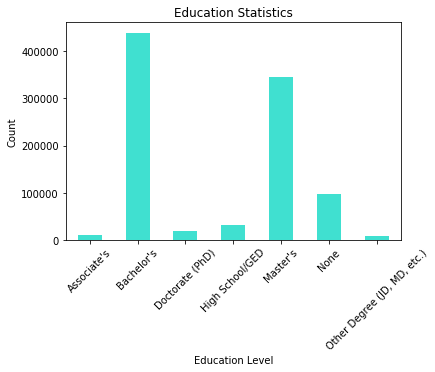 Education Statistics
400000
300000
200000
100000
0
Count
Associate's
Bachelor's
Doctorate (PhD)
High School/GED
Master's
None
Other Degree (JD, MD, etc.)
Education Level